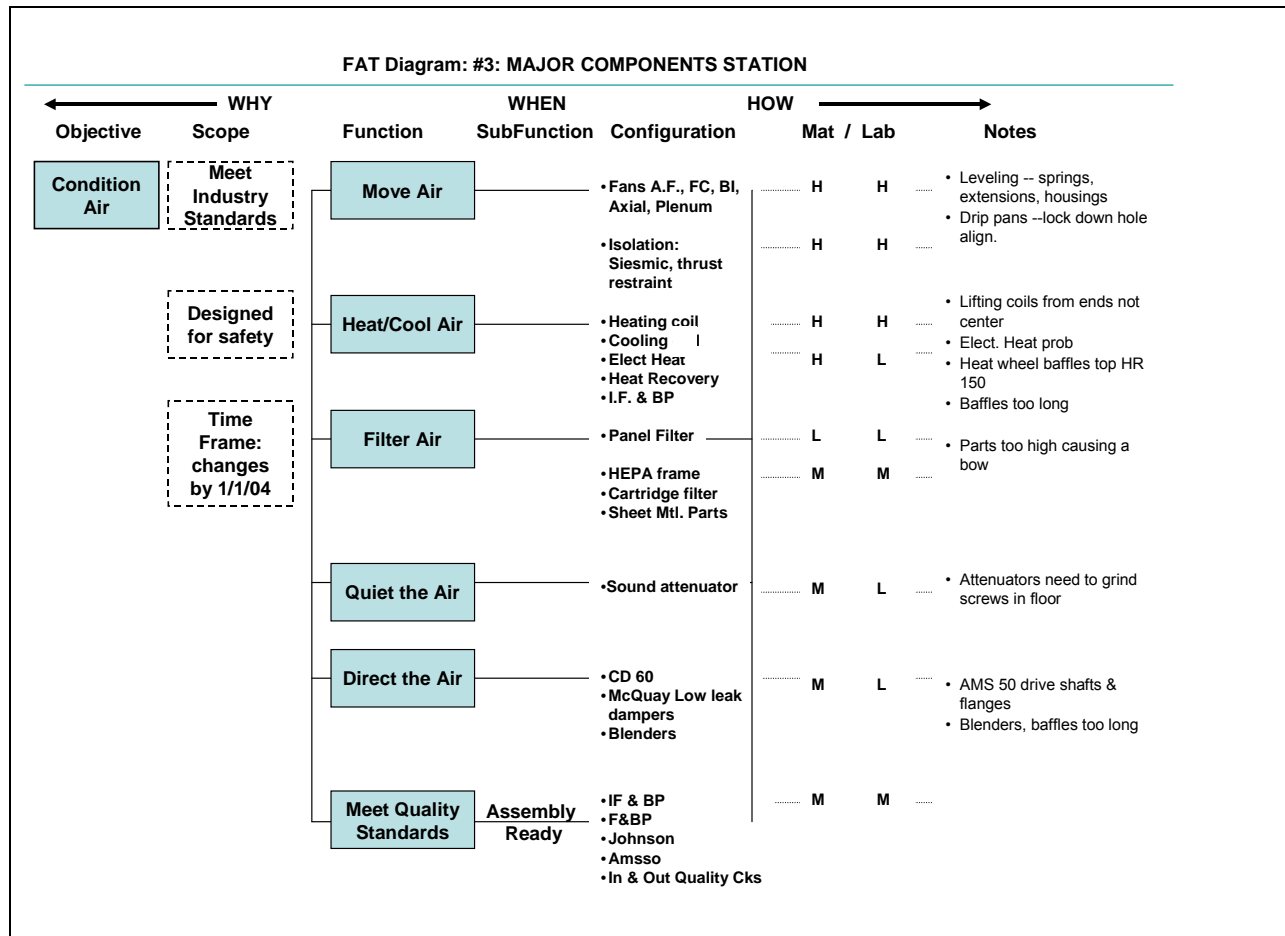 FAT Diagram: #3: MAJOR COMPONENTS STATION
WHY WHEN HOW
Objective Scope Function SubFunction Configuration Mat / Lab Notes
Condition
Air
Meet
Industry
Standards
Designed
for safety
Time
Frame:
changes
by 1/1/04
Move Air
• Fans A.F., FC, BI,
Axial, Plenum
H H
• Isolation:
Siesmic, thrust
restraint
H H
• Leveling -- springs,
extensions, housings
• Drip pans --lock down hole
align.
Heat/Cool Air
• Heating coil
• Cooling
• Elect Heat
• Heat Recovery
• I.F. & BP
H H
H L
• Lifting coils from ends not
center
• Elect. Heat prob
• Heat wheel baffles top HR
150
• Baffles too long
Filter Air
• Panel Filter
• HEPA frame
• Cartridge filter
• Sheet Mtl. Parts
L L
M M
• Parts too high causing a
bow
Quiet the Air
• Sound attenuator
M L
• Attenuators need to grind
screws in floor
Direct the Air
• CD 60
• McQuay Low leak
dampers
• Blenders
M L
• AMS 50 drive shafts &
flanges
• Blenders, baffles too long
Meet Quality
Standards
Assembly
Ready
• IF & BP
• F&BP
• Johnson
• Amsso
• In & Out Quality Cks
M M